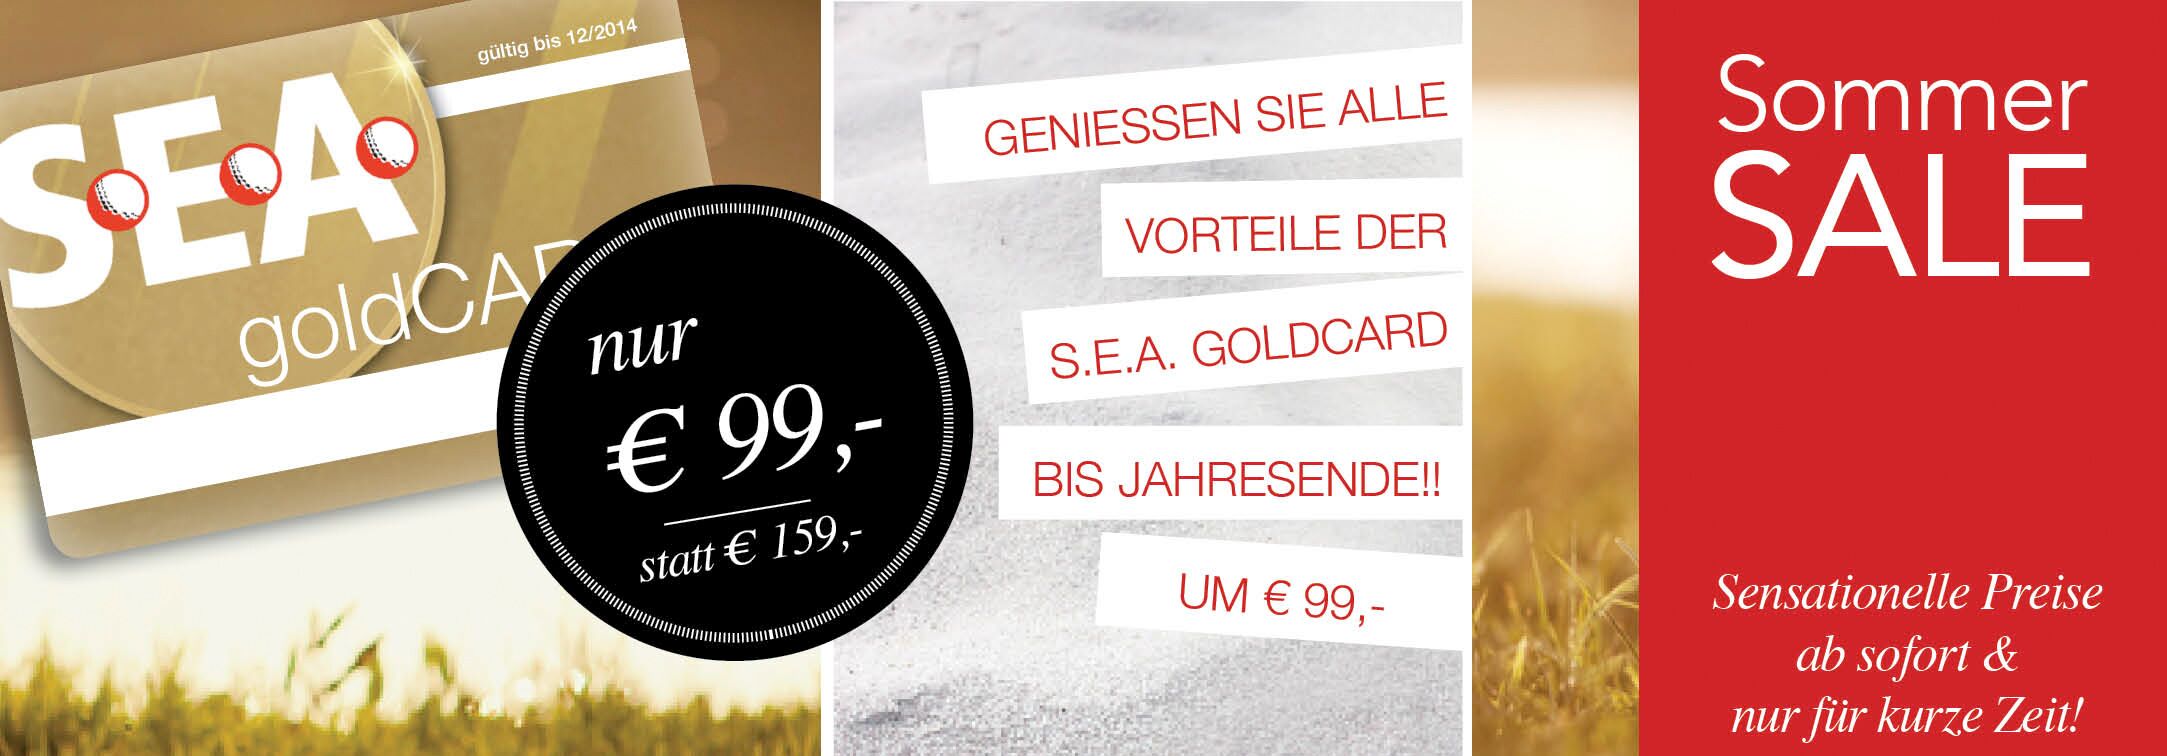 gültig bis 12/2014
S.E.A.
goldCAR
nur
€ 99,-
statt € 159,-
GENIESSEN SIE ALLE
VORTEILE DER
S.E.A. GOLDCARD
BIS JAHRESENDE!!
UM € 99,-
Sommer
SALE
Sensationelle Preise
ab sofort &
nur für kurze Zeit!